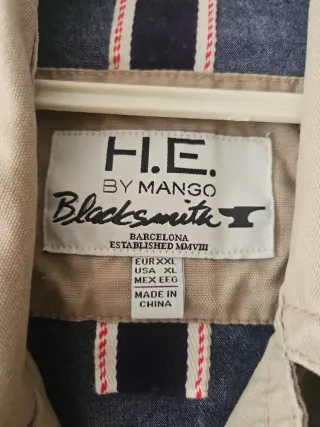 H.E.
BY MANGO
Blacksmith
BARCELONA
ESTABLISHED MMVIII
EUR XXL
USA XL
MEX EEG
MADE IN
CHINA